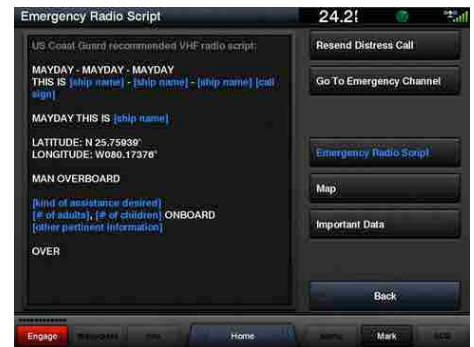 Emergency Radio Script
24.2
US Coast Guard recommended VHF radio script:
MAYDAY - MAYDAY - MAYDAY
THIS IS [ship name] - [ship name] - [ship name] [call
sign]
MAYDAY THIS IS [ship name]
LATITUDE: N 25.75939'
LONGITUDE: W080.17376'
MAN OVERBOARD
[kind of assistance desired]
[# of adults], [# of children] ONBOARD
[other pertinent information]
OVER
Resend Distress Call
Go To Emergency Channel
Emergency Radio Script
Map
Important Data
Back
Engage
Home
Menu
Mark